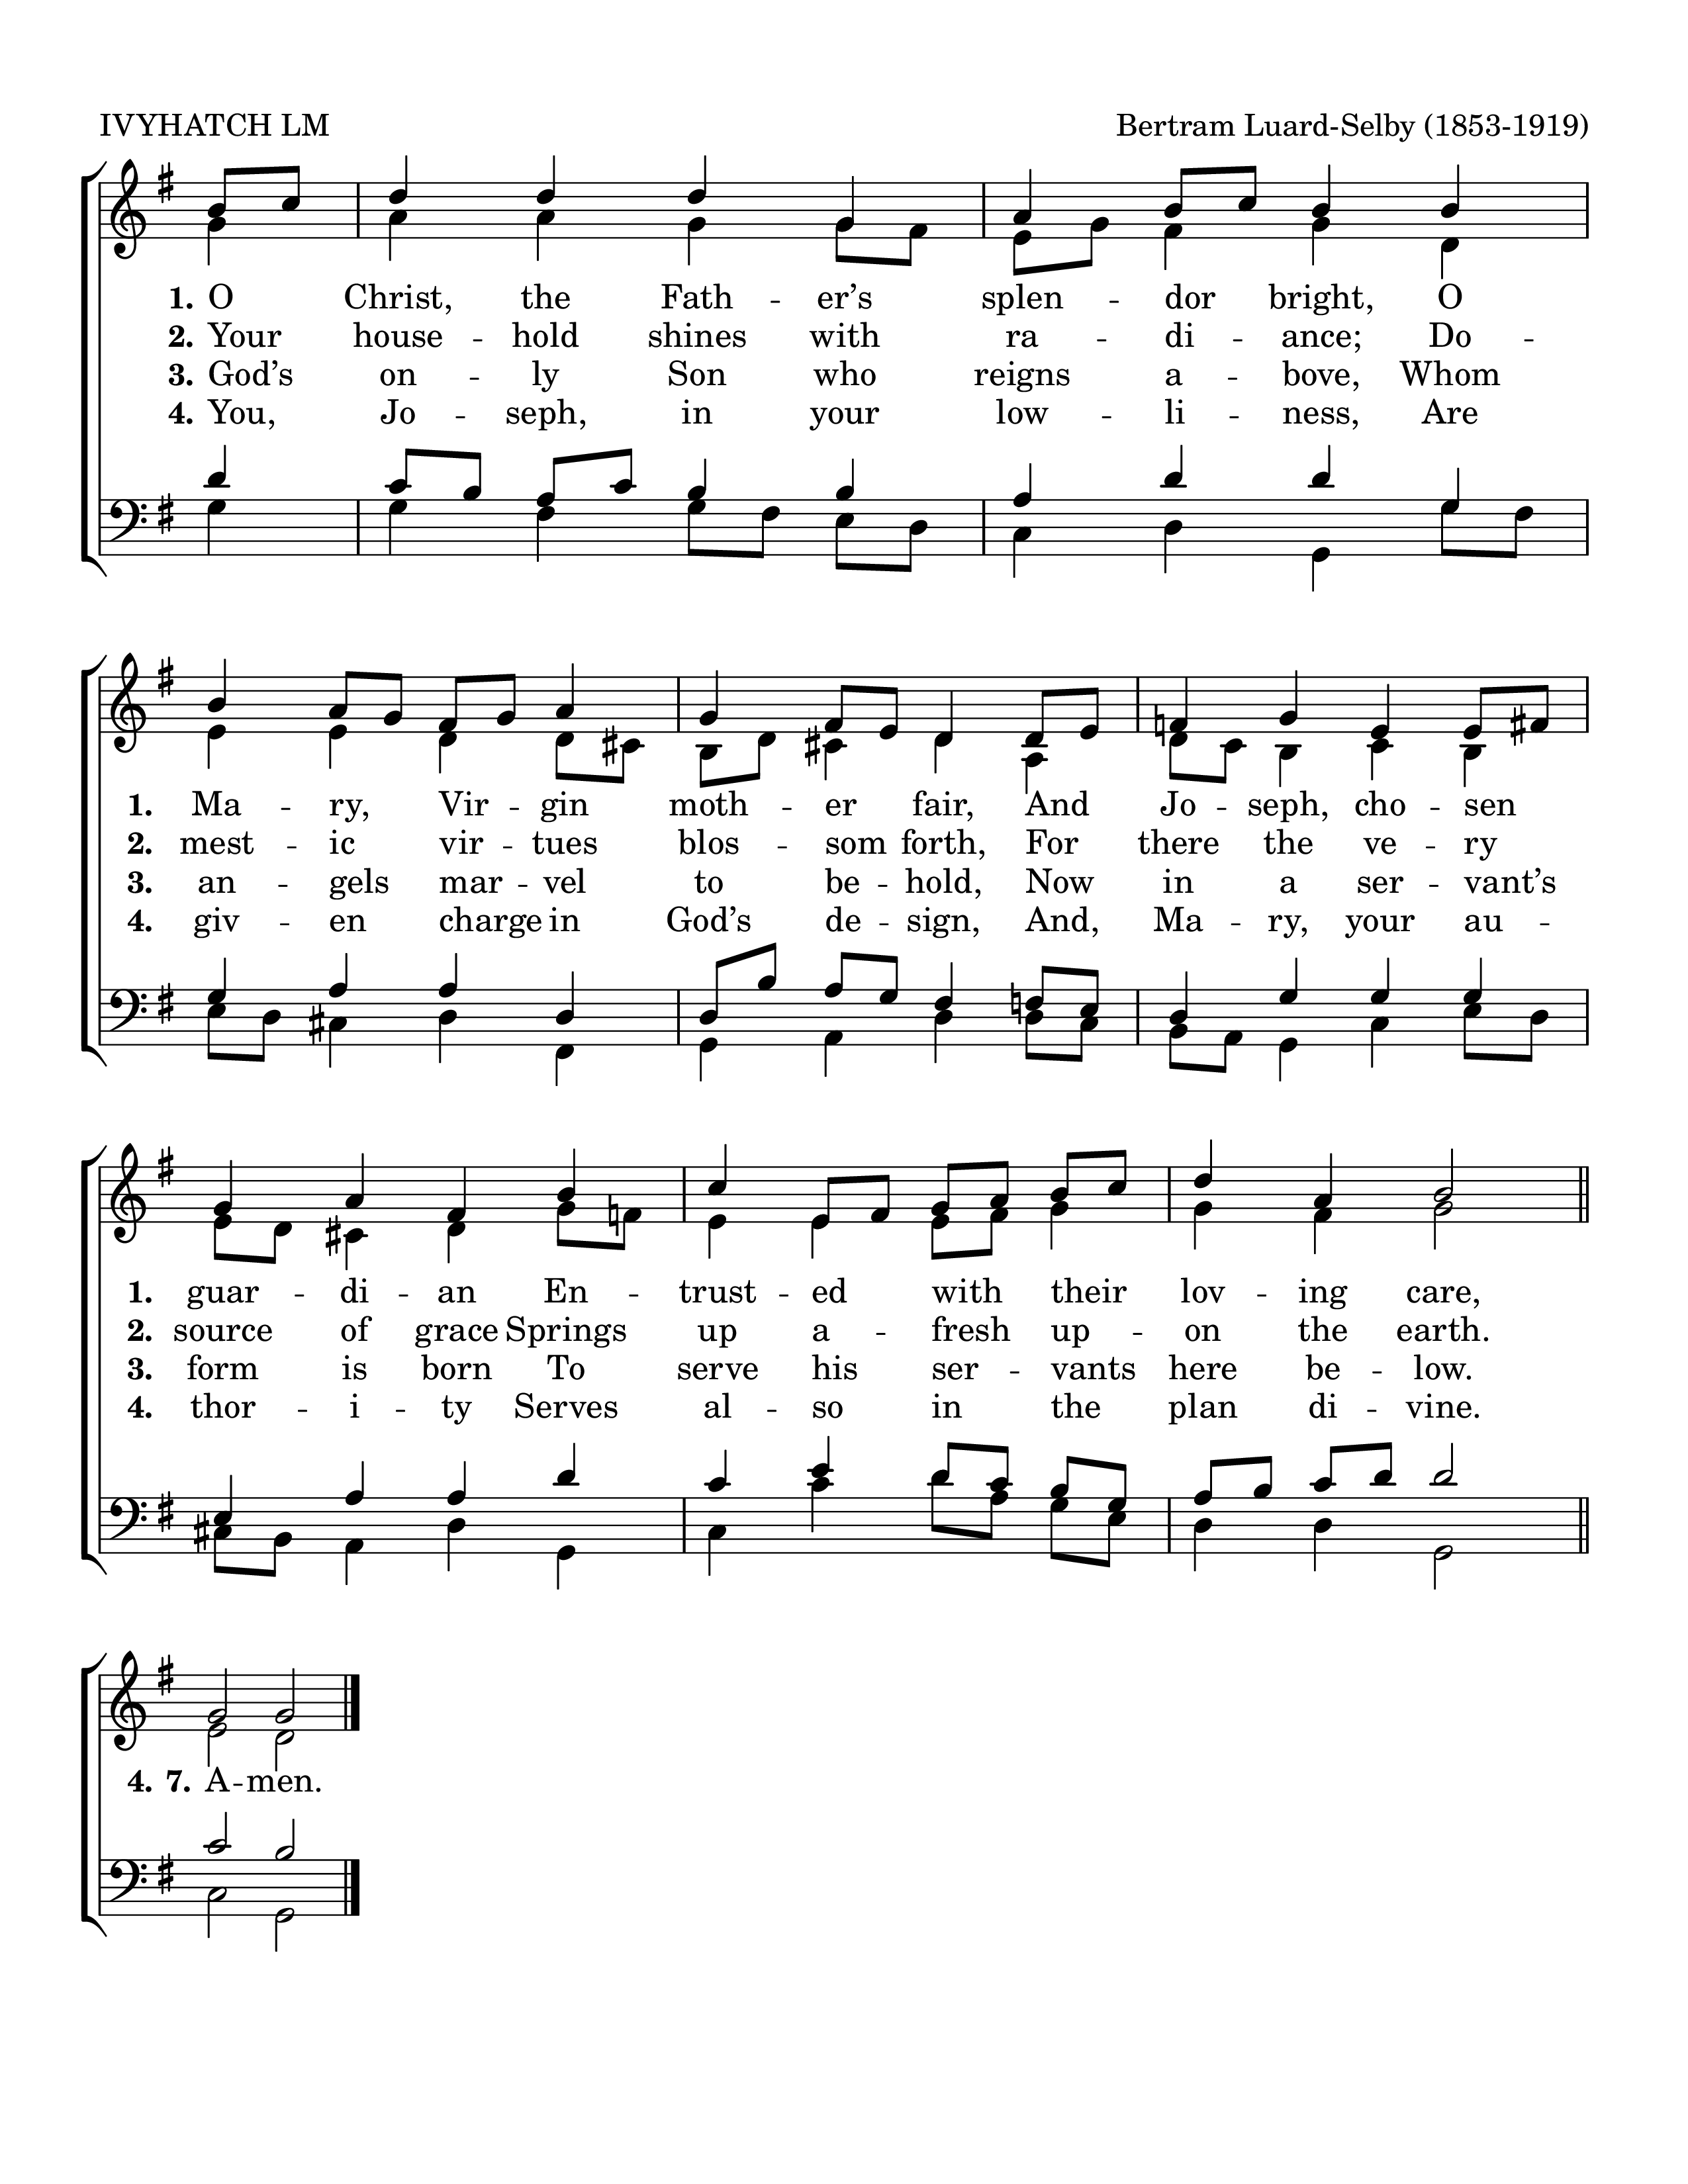 IVYHATCH LM Bertram Luard-Selby (1853-1919)
1. O Christ, the Fath - er’s splen - dor bright, O
2. Your house - hold shines with ra - di - ance; Do -
3. God’s on - ly Son who reigns a - bove, Whom
4. You, Jo - seph, in your low - li - ness, Are
1. Ma - ry, Vir - gin moth - er fair, And Jo - seph, cho - sen
2. mest - ic vir - tues blos - som forth, For there the ve - ry
3. an - gels mar - vel to be - hold, Now in a ser - vant’s
4. giv - en charge in God’s de - sign, And, Ma - ry, your au -
1. guar - di - an En - trust - ed with their lov - ing care,
2. source of grace Springs up a - fresh up - on the earth.
3. form is born To serve his ser - vants here be - low.
4. thor - i - ty Serves al - so in the plan di - vine.
4. 7. A - men.